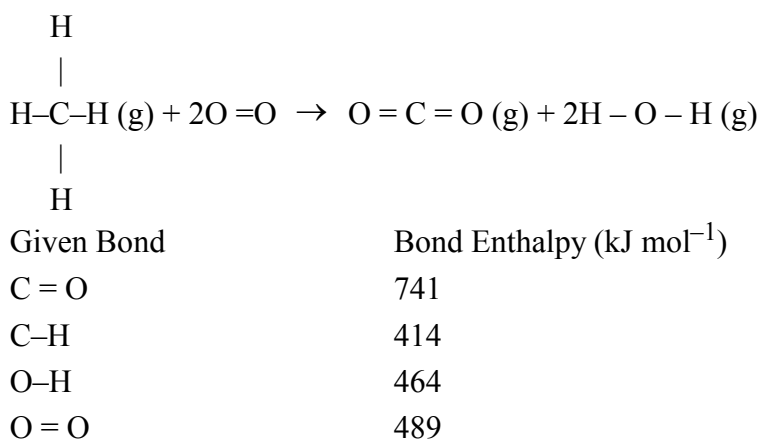 H
|
H–C–H (g) + 2O =O → O = C = O (g) + 2H – O – H (g)
|
H
Given Bond Bond Enthalpy (kJ mol–1)
C = O 741
C–H 414
O–H 464
O = O 489